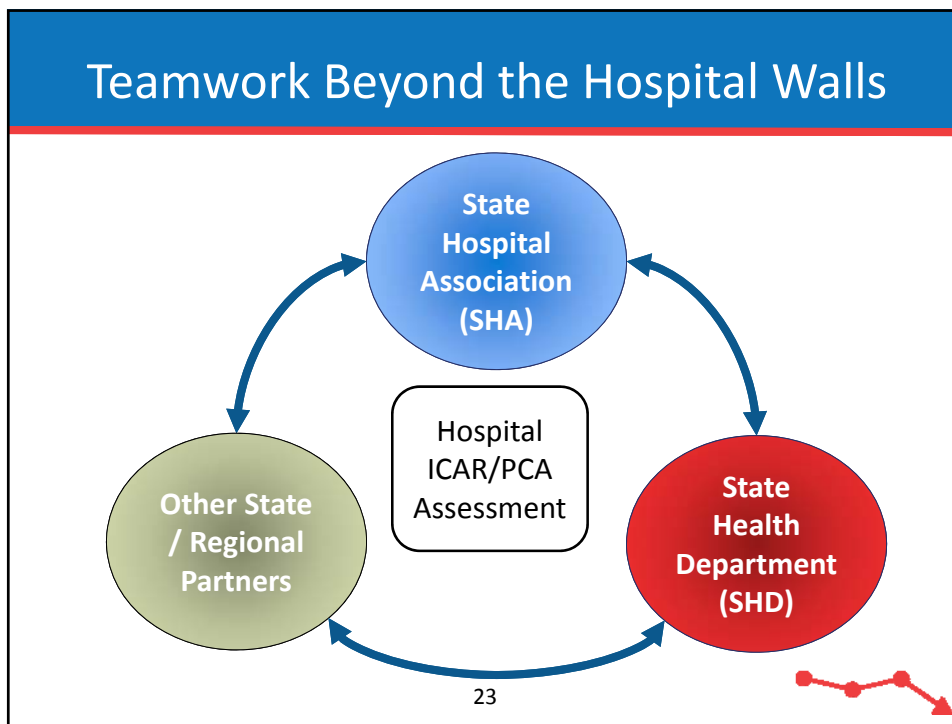 Teamwork Beyond the Hospital Walls
State
Hospital
Association
(SHA)
Hospital
ICAR/PCA
Assessment
Other State
/ Regional
Partners
State
Health
Department
(SHD)
23